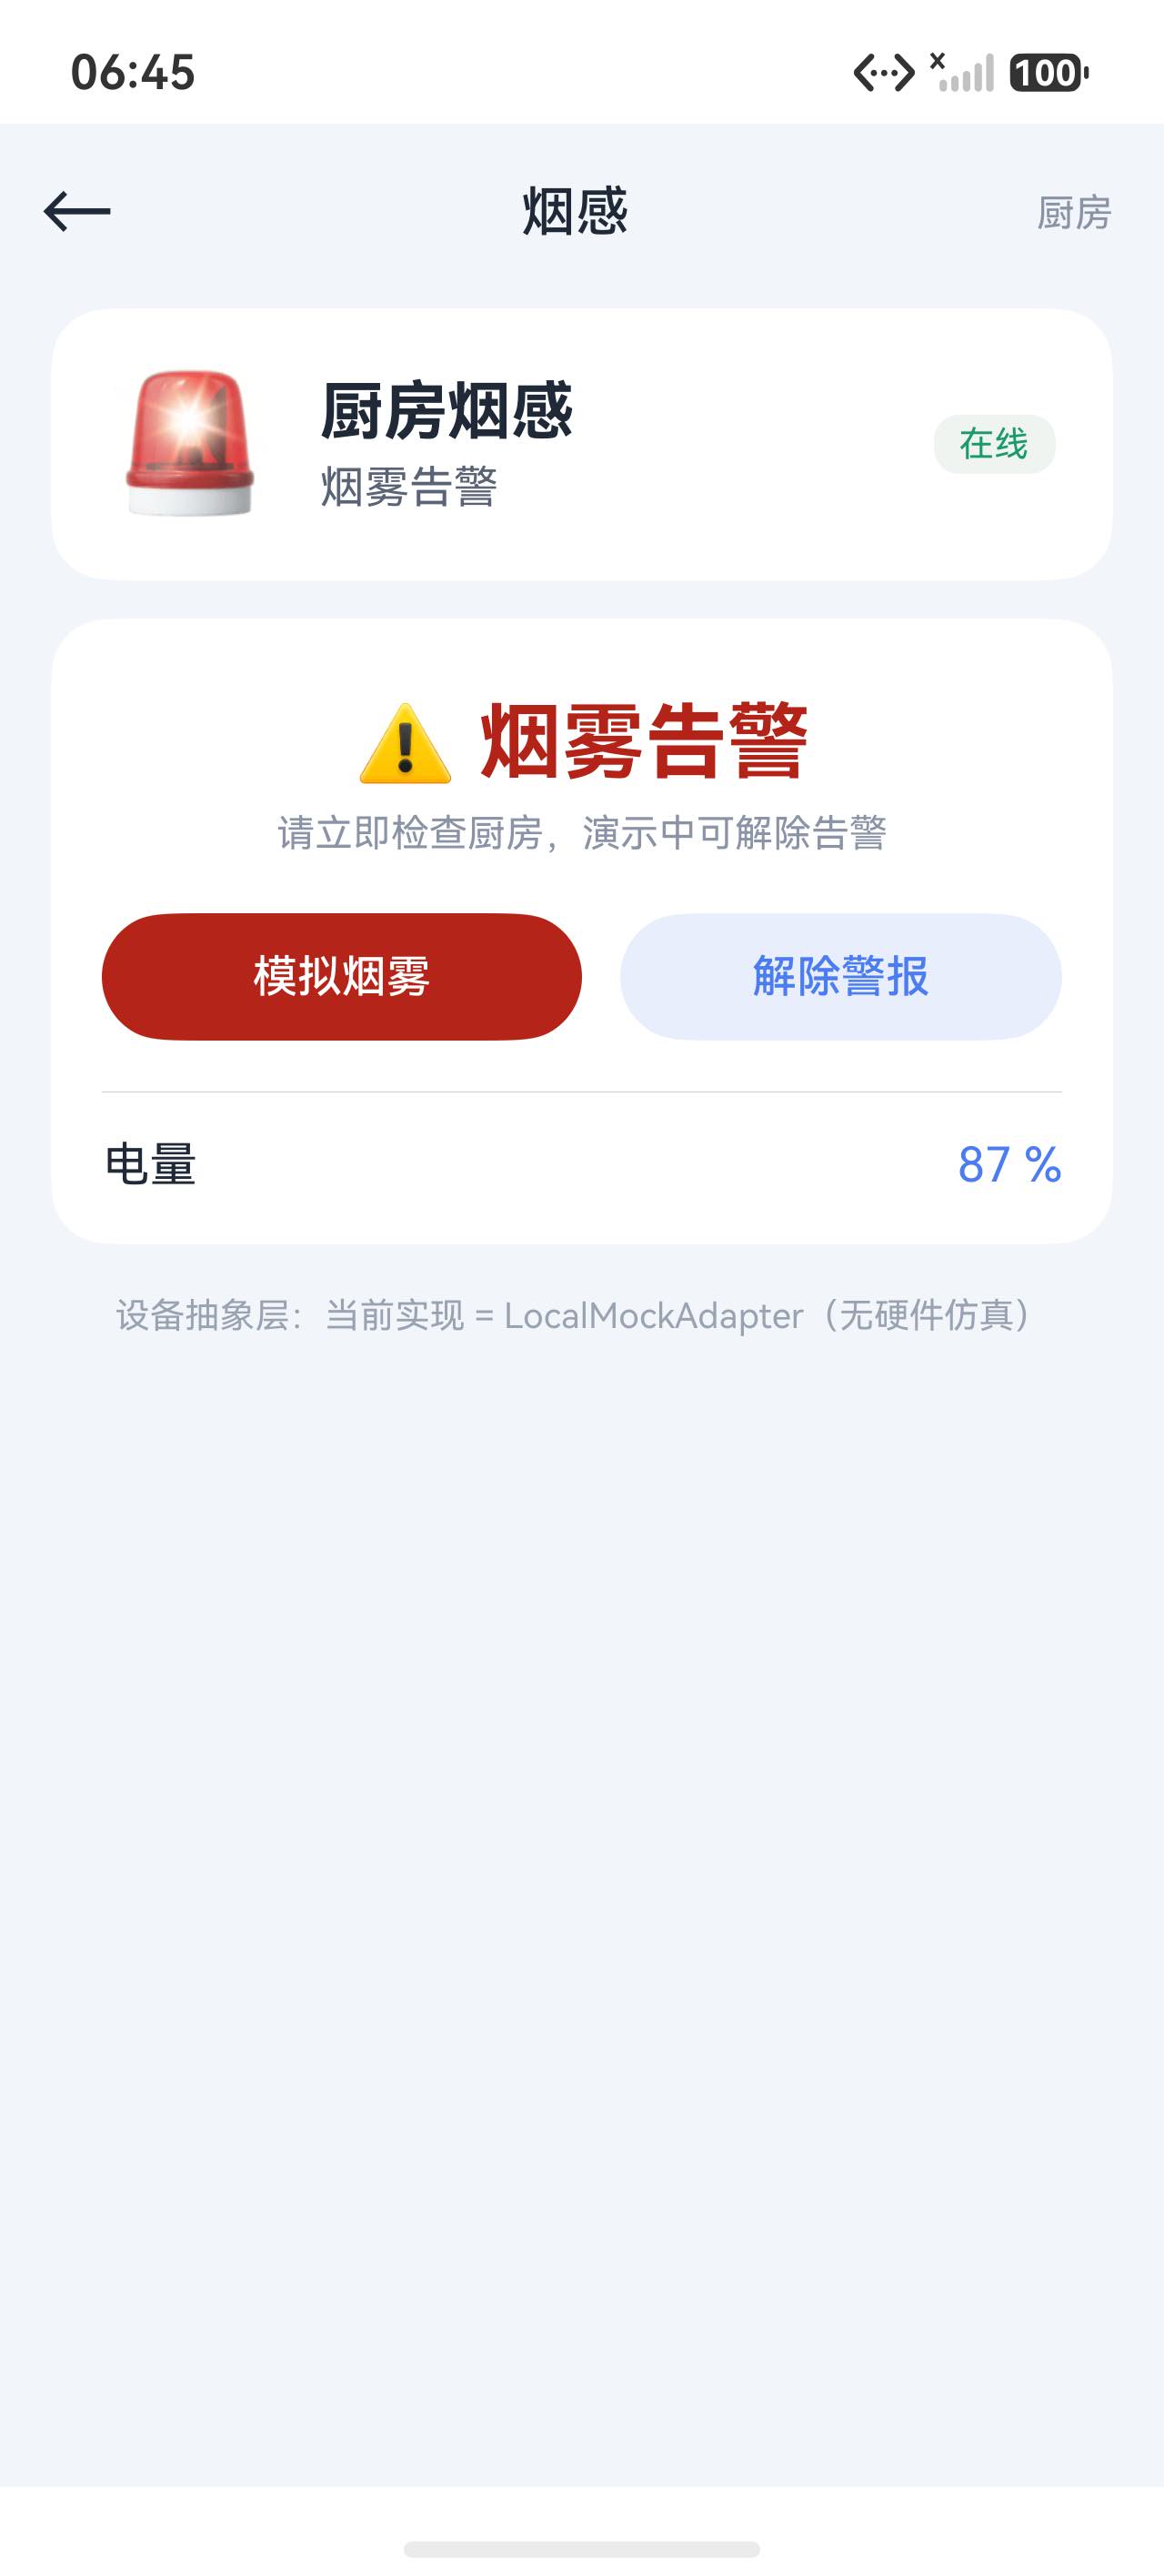 06:45
100
烟感
厨房
厨房烟感
烟雾告警
在线
烟雾告警
请立即检查厨房，演示中可解除告警
模拟烟雾
解除警报
电量
87 %
设备抽象层：当前实现 = LocalMockAdapter（无硬件仿真）